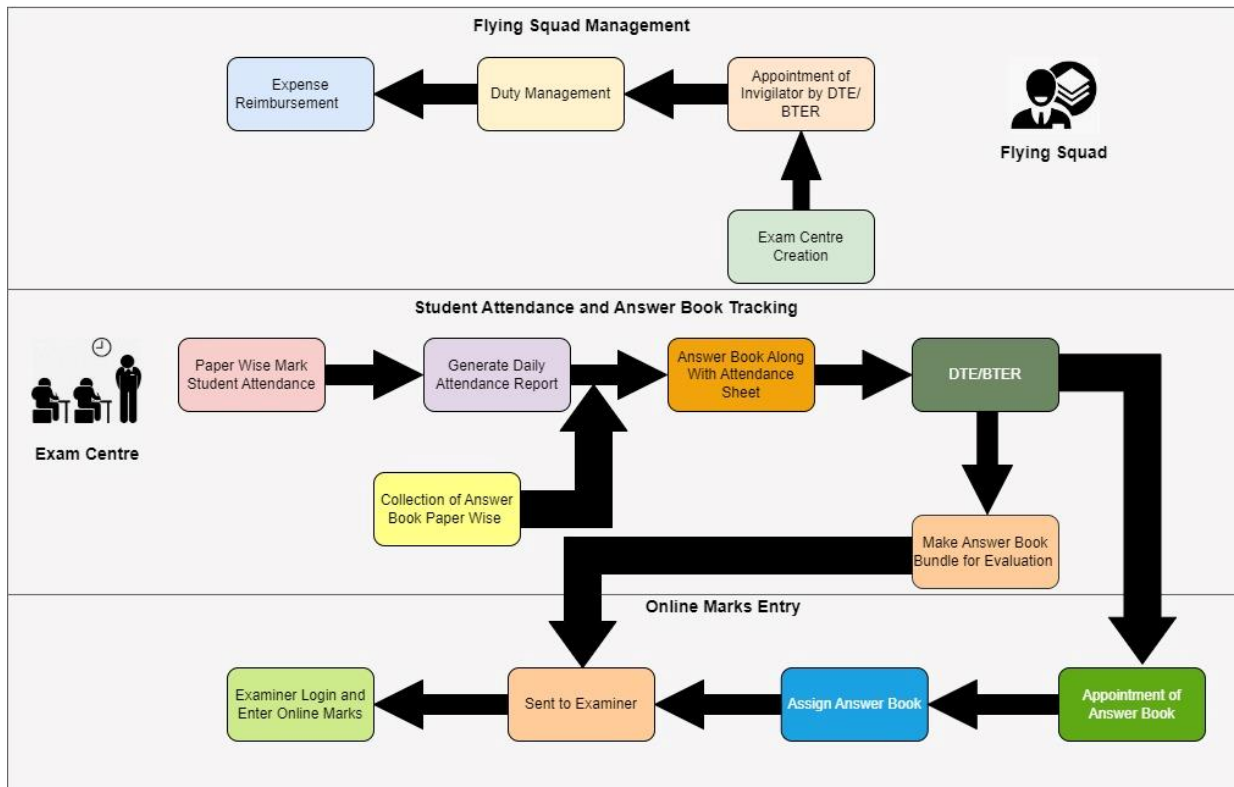 Flying Squad Management
Expense
Reimbursement
Duty Management
Appointment of
Invigilator by DTE/
BTER
Flying Squad
Exam Centre
Creation
Student Attendance and Answer Book Tracking
Paper Wise Mark
Student Attendance
Generate Daily
Attendance Report
Answer Book Along
With Attendance
Sheet
DTE/BTER
Exam Centre
Collection of Answer
Book Paper Wise
Make Answer Book
Bundle for Evaluation
Online Marks Entry
Examiner Login and
Enter Online Marks
Sent to Examiner
Assign Answer Book
Appointment of
Answer Book